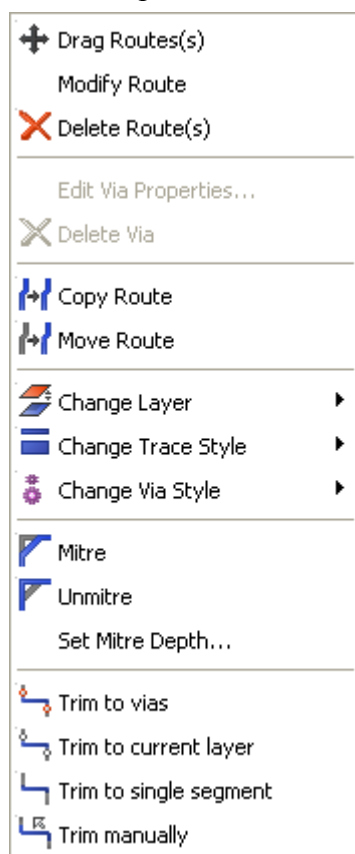 Drag Routes(s)
Modify Route
Delete Route(s)
Edit Via Properties...
Delete Via
Copy Route
Move Route
Change Layer
Change Trace Style
Change Via Style
Mitre
Unmitre
Set Mitre Depth...
Trim to vias
Trim to current layer
Trim to single segment
Trim manually